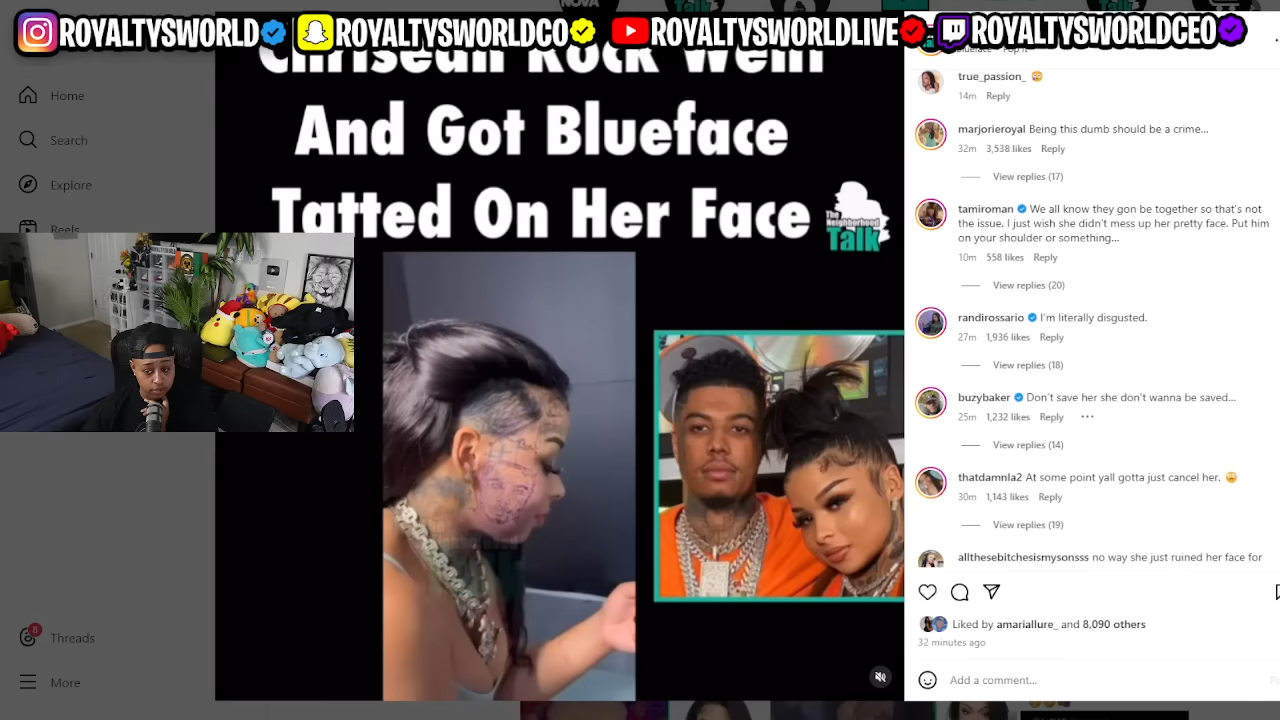 ROYALTYSWORLD
ROYALTYSWORLDCO
ROYALTYSWORLDLIVE
ROYALTYSWORLDCEO
Home
Search
Explore
Reels
8
Threads
More
Chrisean Rock Went
And Got Blueface
Tatted On Her Face
The
Neighborhood
Talk
blueface • Pop It
true_passion_ 😳
14m Reply
marjorieroyal Being this dumb should be a crime...
32m 3,538 likes Reply
View replies (17)
tamiroman We all know they gon be together so that's not
the issue. I just wish she didn't mess up her pretty face. Put him
on your shoulder or something...
10m 558 likes Reply
View replies (20)
randirossario I'm literally disgusted.
27m 1,936 likes Reply
View replies (18)
buzybaker Don't save her she don't wanna be saved...
25m 1,232 likes Reply ...
View replies (14)
thatdamnla2 At some point yall gotta just cancel her. 😩
30m 1,143 likes Reply
View replies (19)
allthesebitchesismysonsss no way she just ruined her face for
Liked by amariallure_ and 8,090 others
32 minutes ago
Add a comment...